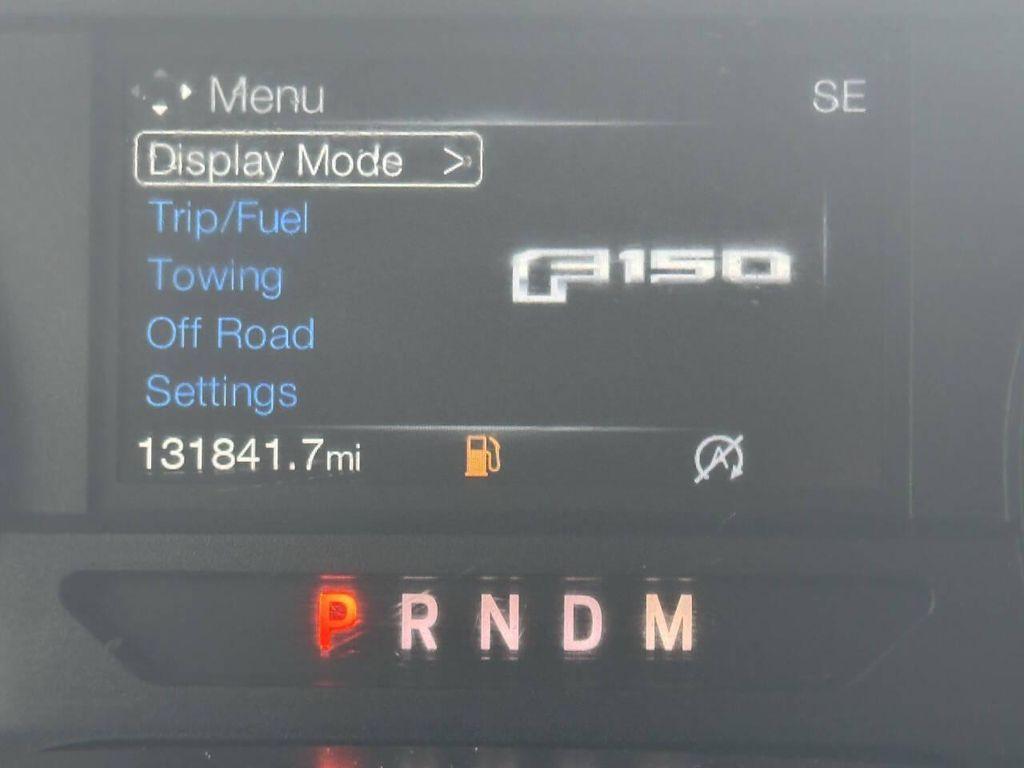 Menu SE
Display Mode >
Trip/Fuel
Towing
F150
Off Road
Settings
131841.7mi A
P R N D M